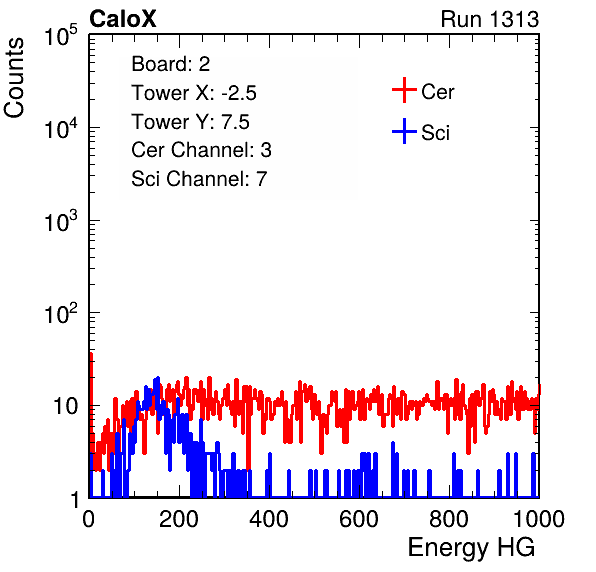 CaloX Run 1313
Counts
10^5
10^4
10^3
10^2
10
1
Board: 2
Tower X: -2.5
Tower Y: 7.5
Cer Channel: 3
Sci Channel: 7
Cer
Sci
0 200 400 600 800 1000
Energy HG